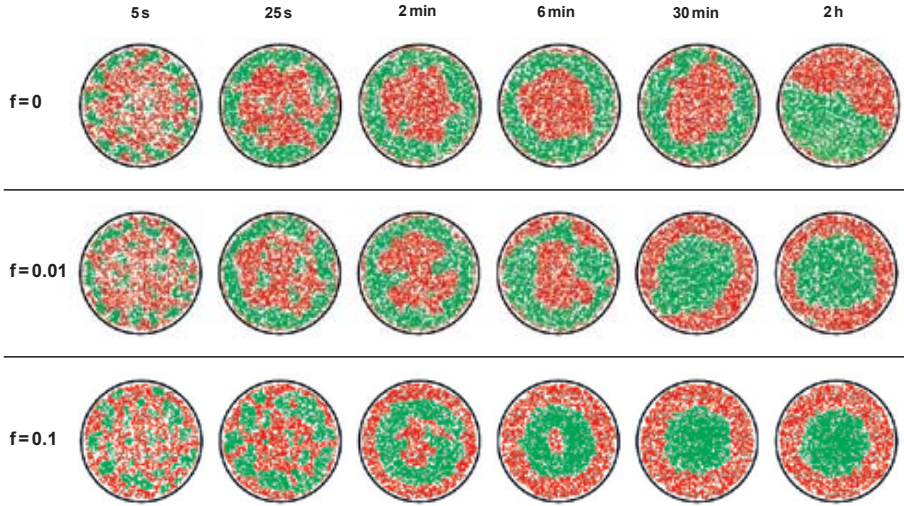 5 s 25 s 2 min 6 min 30 min 2 h
f = 0
f = 0.01
f = 0.1